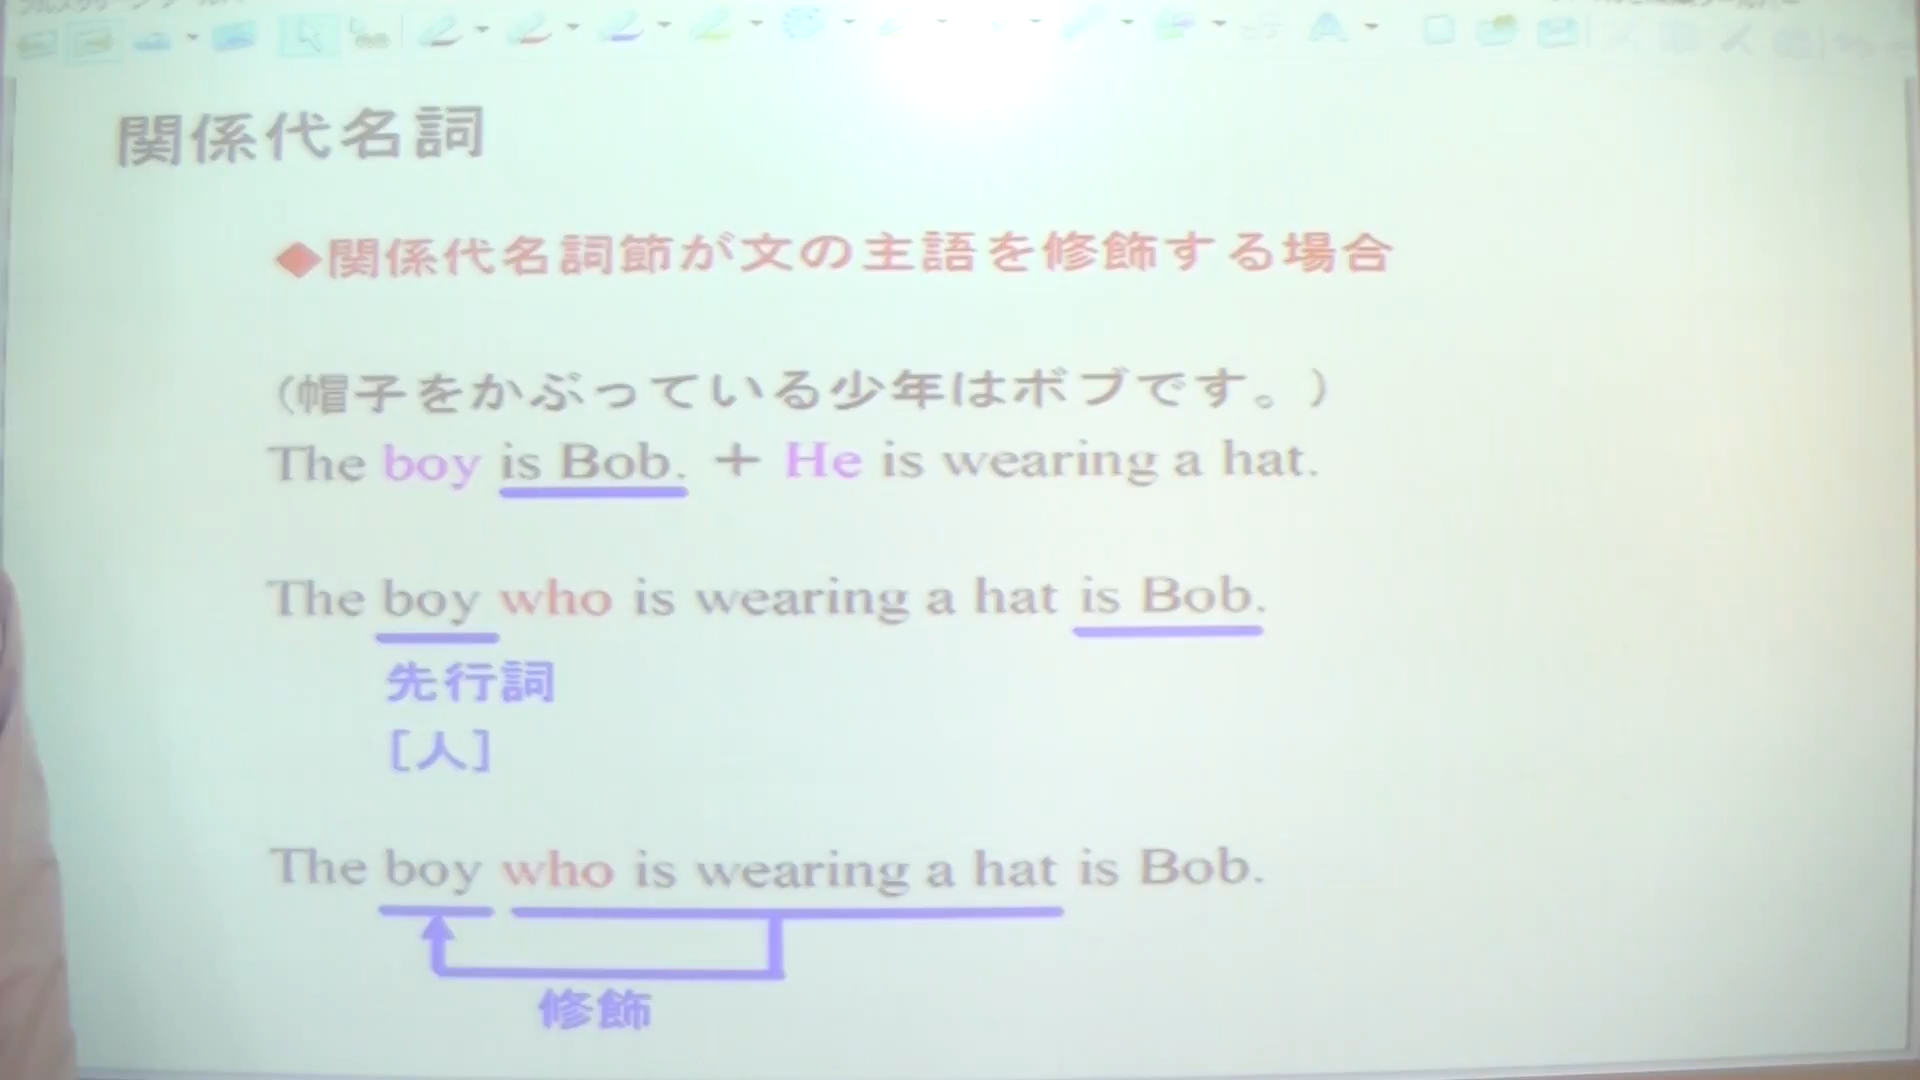 関係代名詞
◆関係代名詞節が文の主語を修飾する場合
(帽子をかぶっている少年はボブです。)
The boy is Bob. + He is wearing a hat.
The boy who is wearing a hat is Bob.
先行詞
[人]
The boy who is wearing a hat is Bob.
修飾